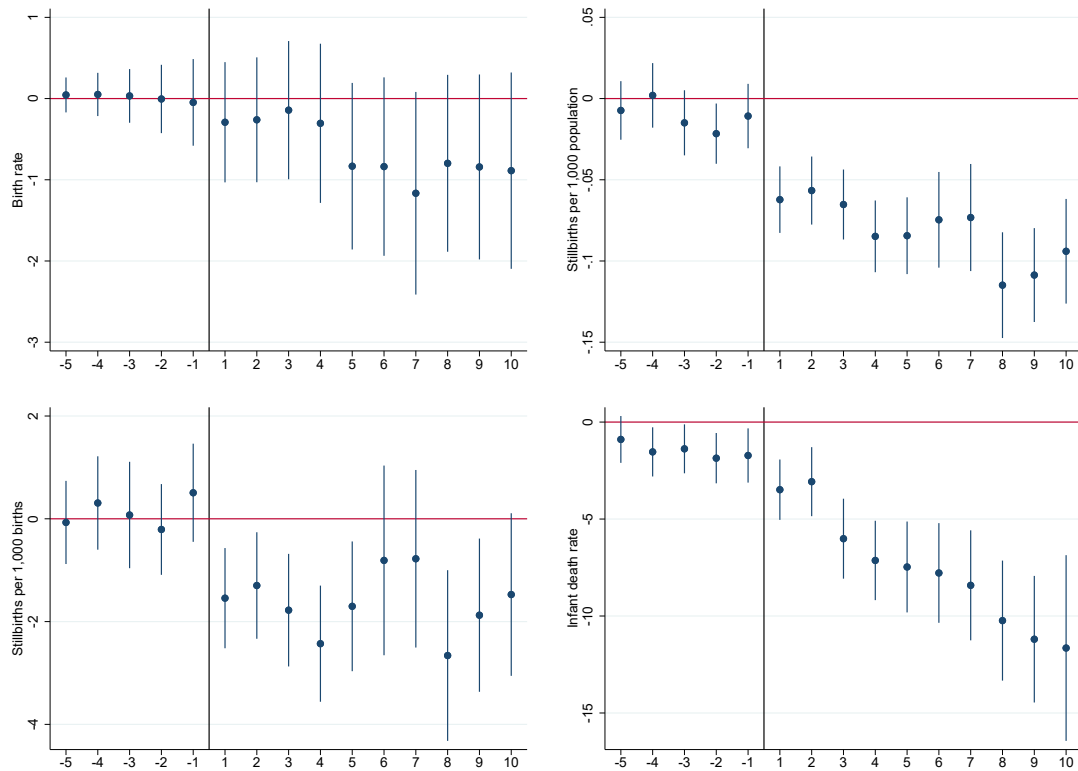 Birth rate
1
0
-1
-2
-3
-5 -4 -3 -2 -1 1 2 3 4 5 6 7 8 9 10
Stillbirths per 1,000 population
.05
0
-.05
-.1
-.15
-5 -4 -3 -2 -1 1 2 3 4 5 6 7 8 9 10
Stillbirths per 1,000 births
2
0
-2
-4
-5 -4 -3 -2 -1 1 2 3 4 5 6 7 8 9 10
Infant death rate
0
-5
-10
-15
-5 -4 -3 -2 -1 1 2 3 4 5 6 7 8 9 10